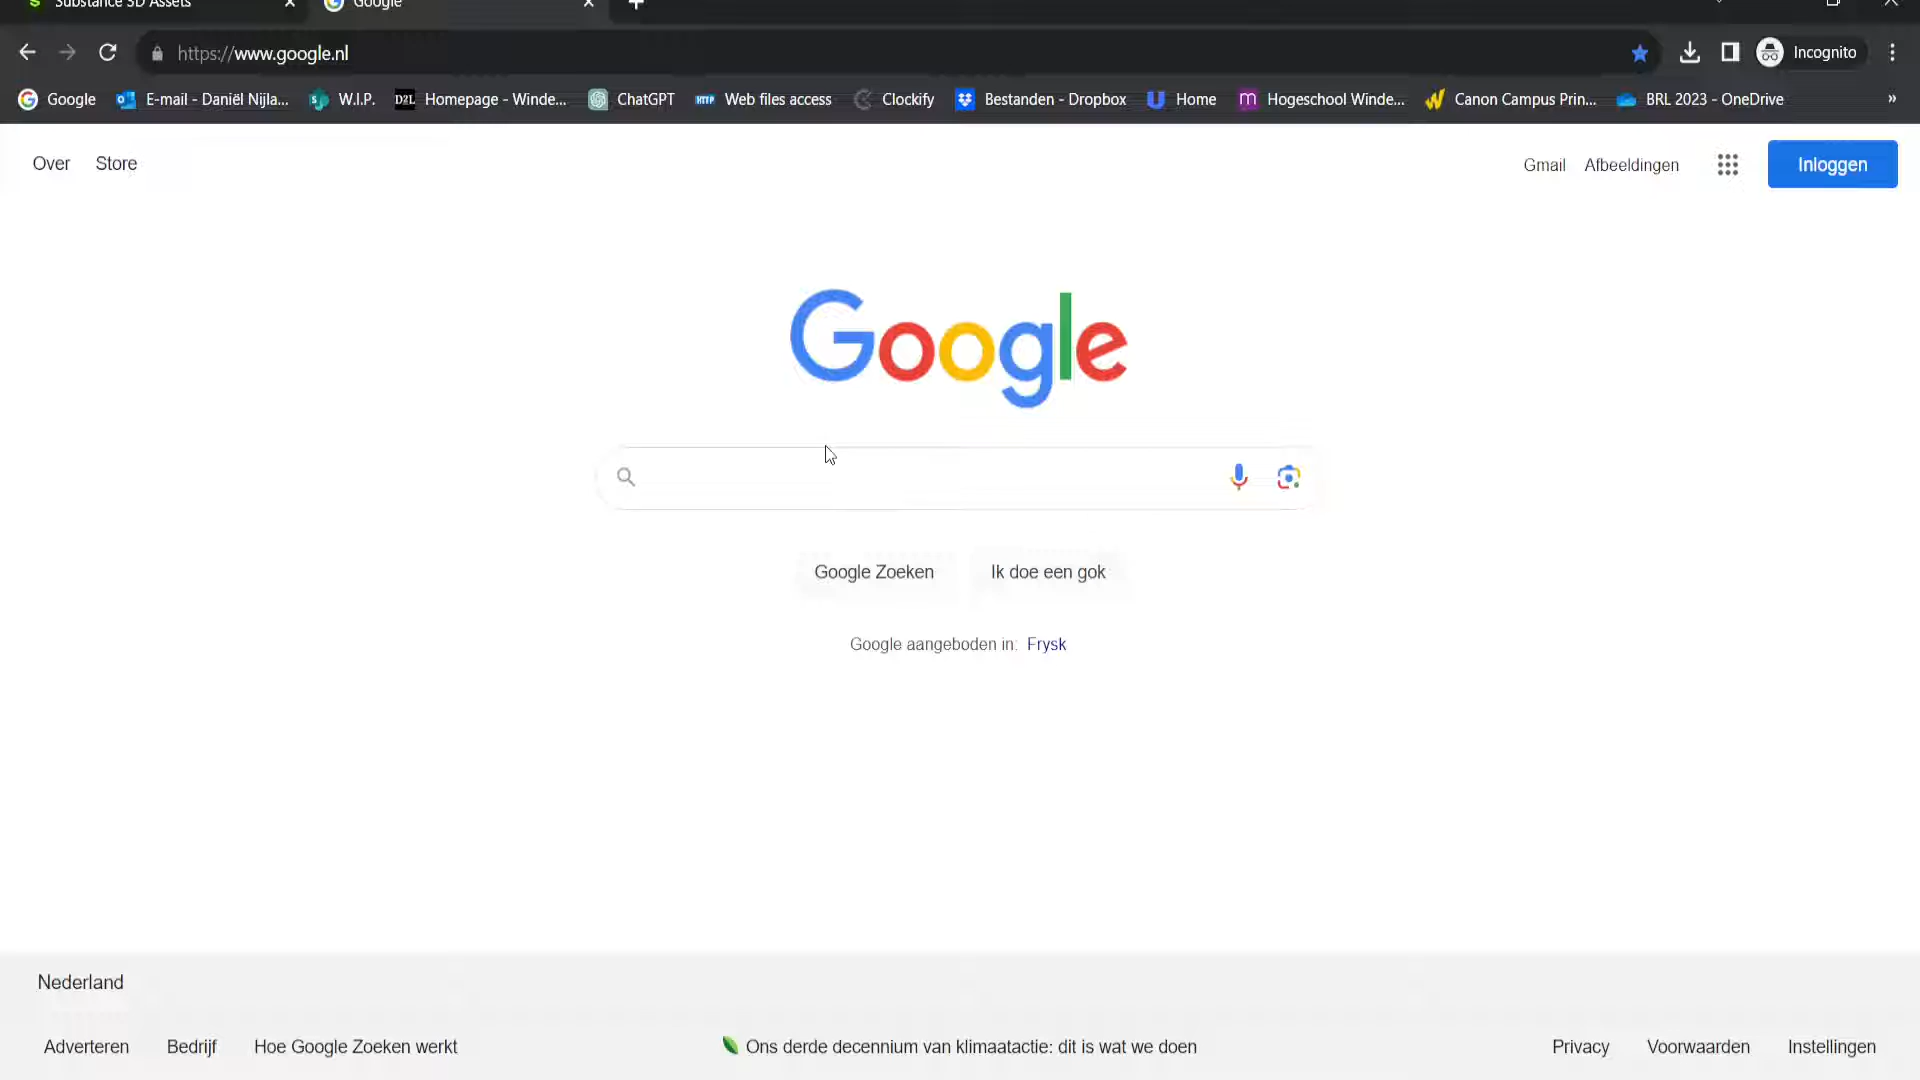 Substance 3D Assets
Google
https://www.google.nl
Incognito
Google
E-mail - Daniël Nijla...
W.I.P.
D2L
Homepage - Winde...
ChatGPT
HTTP
Web files access
Clockify
Bestanden - Dropbox
Home
Hogeschool Winde...
Canon Campus Prin...
BRL 2023 - OneDrive
»
Over
Store
Gmail
Afbeeldingen
Inloggen
Google
Google Zoeken
Ik doe een gok
Google aangeboden in: Frysk
Nederland
Adverteren
Bedrijf
Hoe Google Zoeken werkt
Ons derde decennium van klimaatactie: dit is wat we doen
Privacy
Voorwaarden
Instellingen